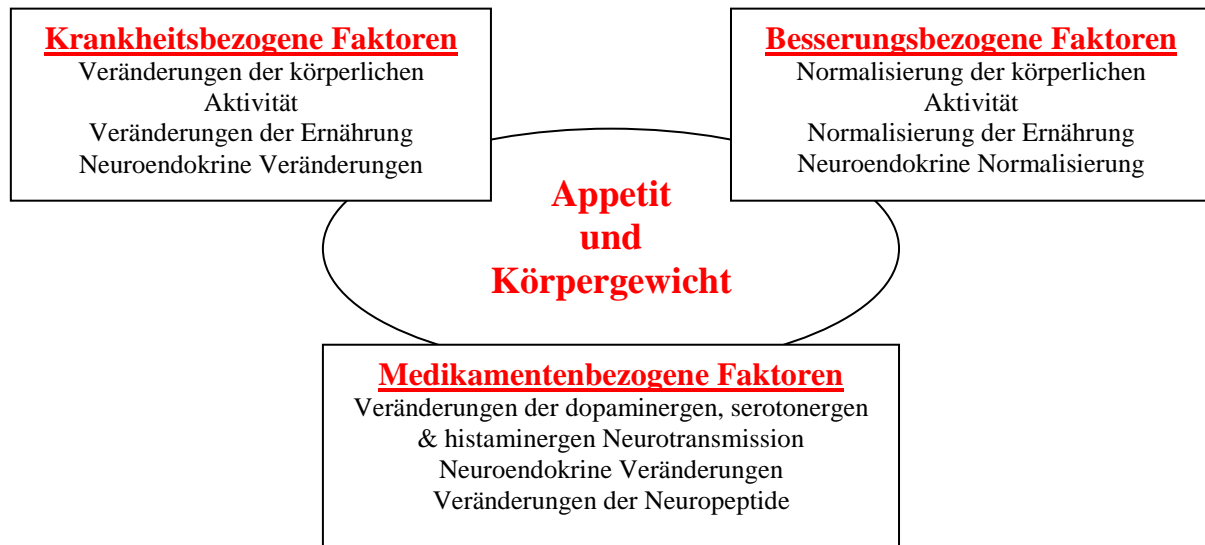 Krankheitsbezogene Faktoren
Veränderungen der körperlichen
Aktivität
Veränderungen der Ernährung
Neuroendokrine Veränderungen
Besserungsbezogene Faktoren
Normalisierung der körperlichen
Aktivität
Normalisierung der Ernährung
Neuroendokrine Normalisierung
Appetit
und
Körpergewicht
Medikamentenbezogene Faktoren
Veränderungen der dopaminergen, serotonergen
& histaminergen Neurotransmission
Neuroendokrine Veränderungen
Veränderungen der Neuropeptide